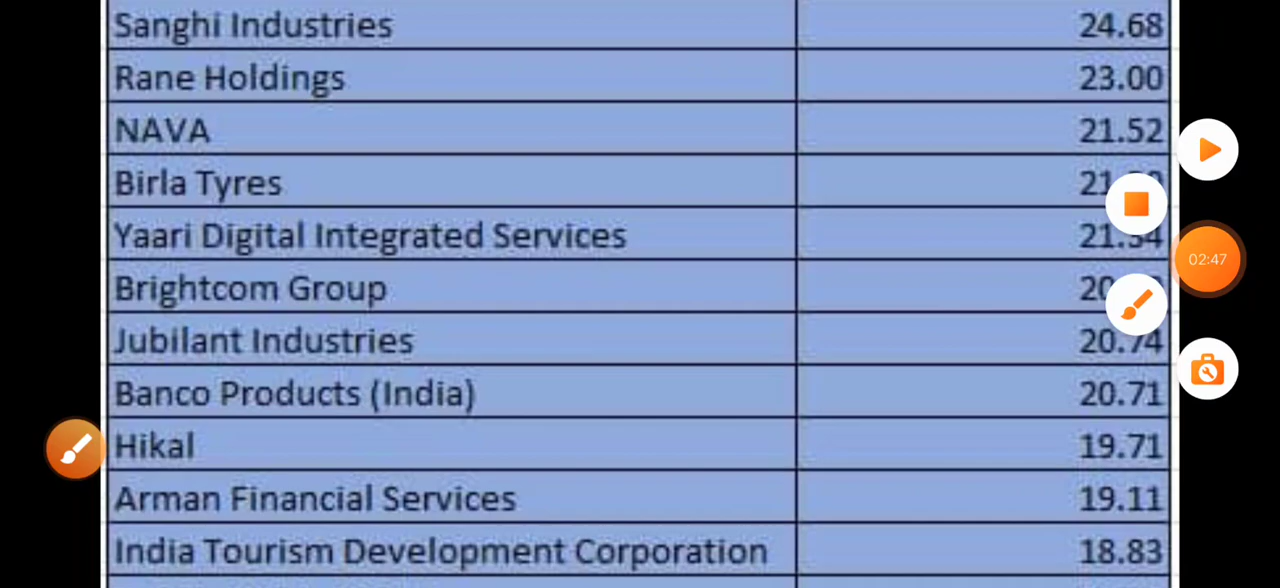 Sanghi Industries 24.68
Rane Holdings 23.00
NAVA 21.52
Birla Tyres
Yaari Digital Integrated Services
02:47
Brightcom Group
Jubilant Industries 20.74
Banco Products (India) 20.71
Hikal 19.71
Arman Financial Services 19.11
India Tourism Development Corporation 18.83